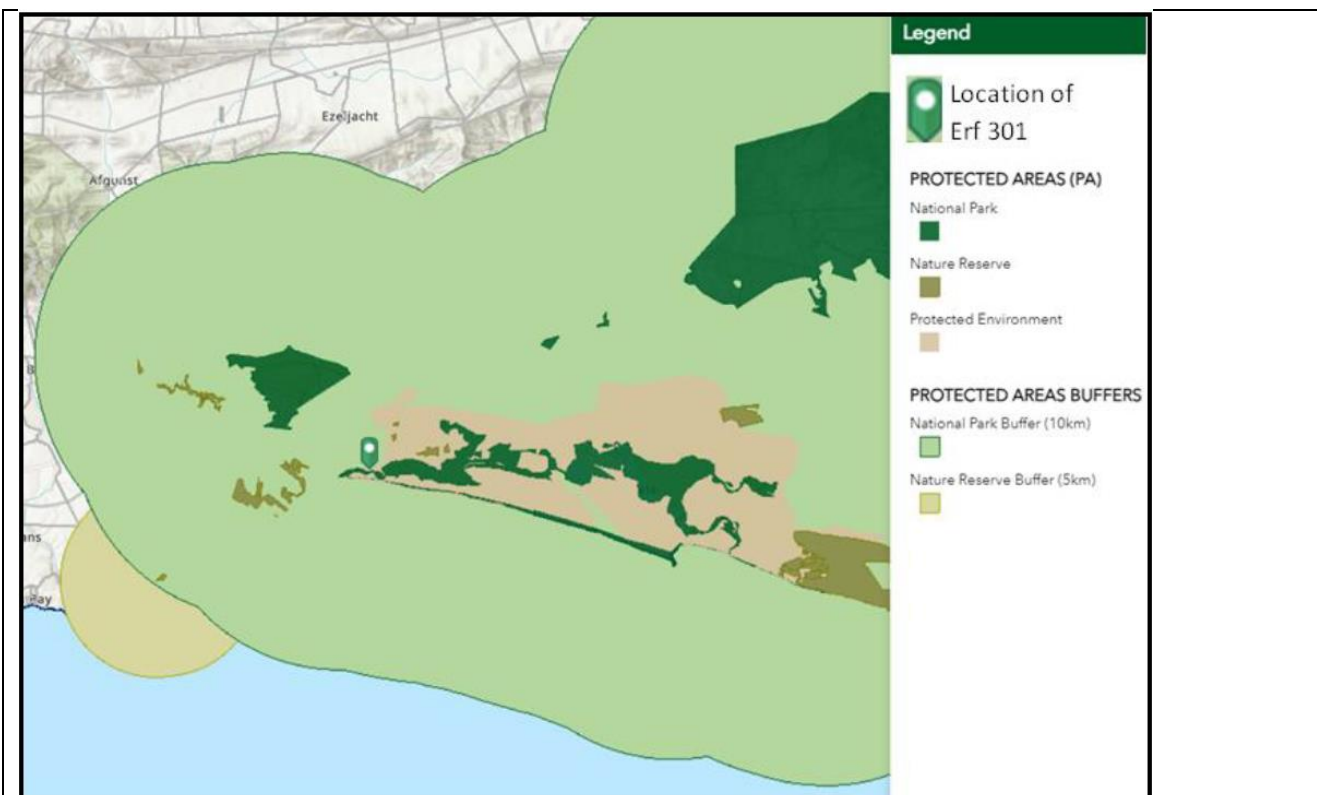 Ezeljacht
Afgunst
B
ns
Bay
Legend
Location of
Erf 301
PROTECTED AREAS (PA)
National Park
Nature Reserve
Protected Environment
PROTECTED AREAS BUFFERS
National Park Buffer (10km)
Nature Reserve Buffer (5km)